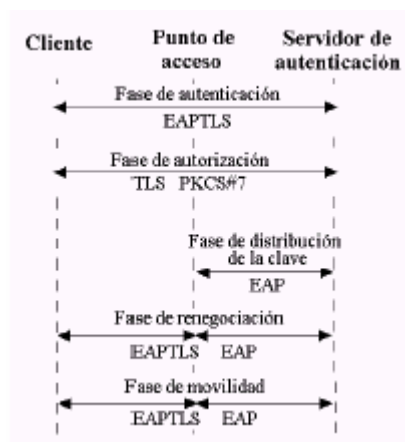 Cliente
Punto de
acceso
Servidor de
autenticación
Fase de autenticación
EAPTLS
Fase de autorización
TLS PKCS#7
Fase de distribución
de la clave
EAP
Fase de renegociación
EAPTLS EAP
Fase de movilidad
EAPTLS EAP